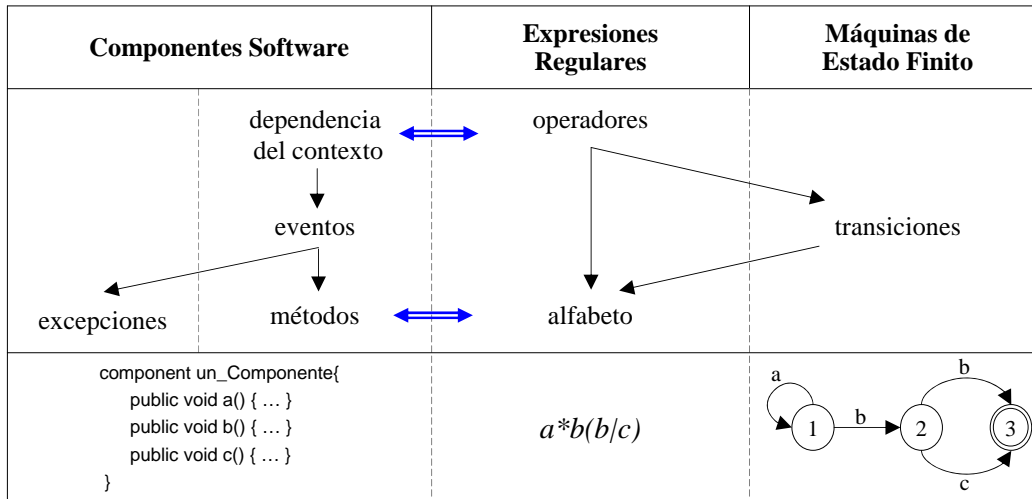 Componentes Software
Expresiones
Regulares
Máquinas de
Estado Finito
dependencia
del contexto
operadores
eventos
transiciones
excepciones
métodos
alfabeto
component un_Componente{
public void a() { … }
public void b() { … }
public void c() { … }
}
a*b(b/c)
a
1
b
2
b
3
c